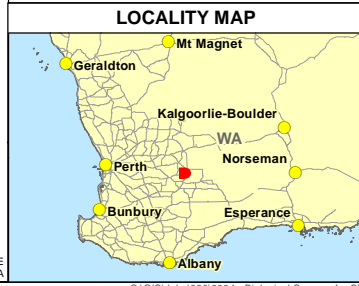 LOCALITY MAP
Mt Magnet
Geraldton
Kalgoorlie-Boulder
WA
Norseman
Perth
Bunbury
Esperance
Albany
E
A